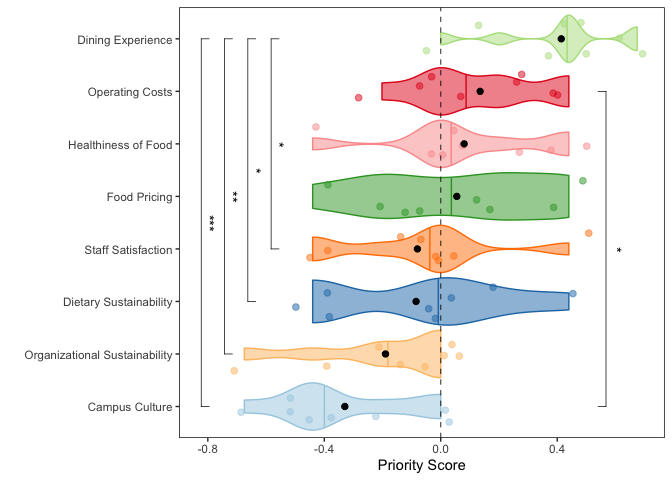 Dining Experience
Operating Costs
Healthiness of Food
Food Pricing
Staff Satisfaction
Dietary Sustainability
Organizational Sustainability
Campus Culture
***
**
*
*
*
-0.8 -0.4 0.0 0.4
Priority Score